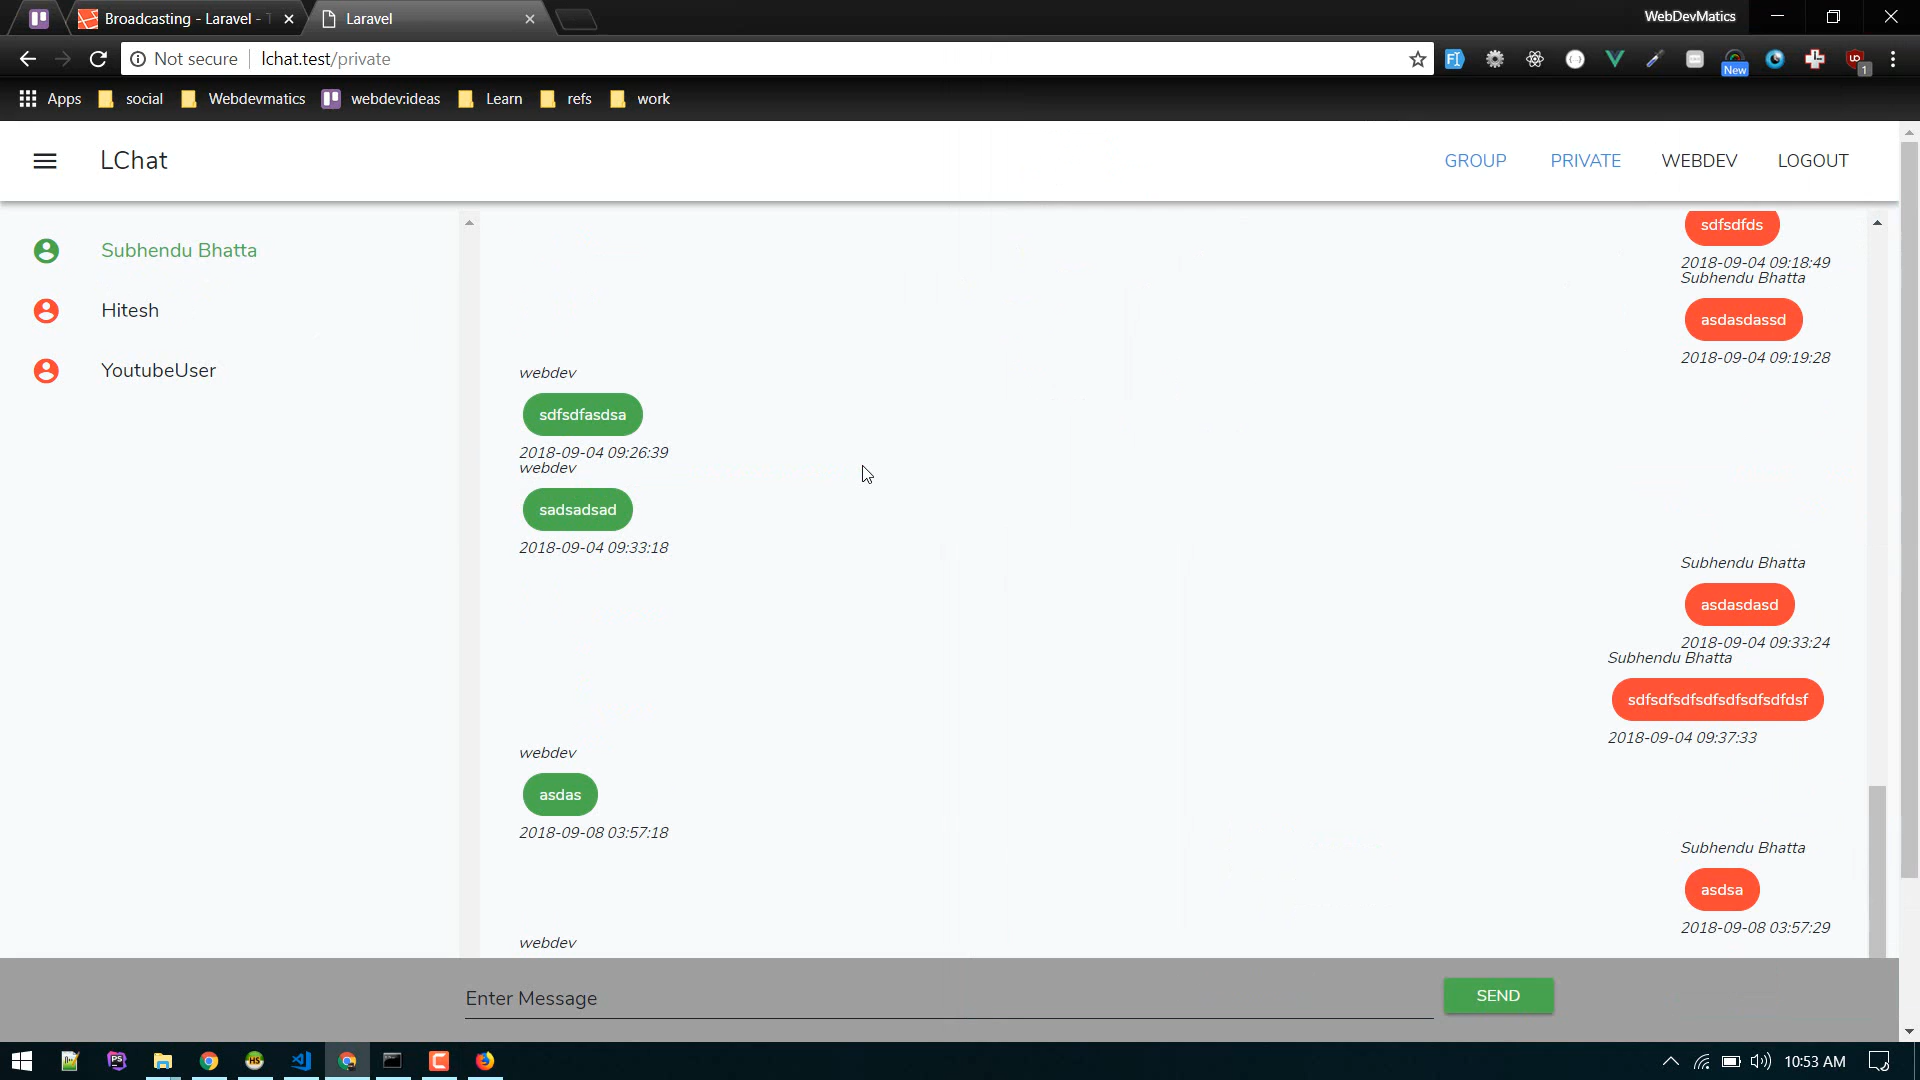 Broadcasting - Laravel -
Laravel
WebDevMatics
Not secure
lchat.test/private
New
1
Apps
social
Webdevmatics
webdev:ideas
Learn
refs
work
LChat
GROUP
PRIVATE
WEBDEV
LOGOUT
Subhendu Bhatta
Hitesh
YoutubeUser
sdfsdfds
2018-09-04 09:18:49
Subhendu Bhatta
asdasdassd
2018-09-04 09:19:28
webdev
sdfsdfasdsa
2018-09-04 09:26:39
webdev
sadsadsad
2018-09-04 09:33:18
Subhendu Bhatta
asdasdasd
2018-09-04 09:33:24
Subhendu Bhatta
sdfsdfsdfsdfsdfsdfsdfdsf
2018-09-04 09:37:33
webdev
asdas
2018-09-08 03:57:18
Subhendu Bhatta
asdsa
2018-09-08 03:57:29
webdev
Enter Message
SEND
10:53 AM